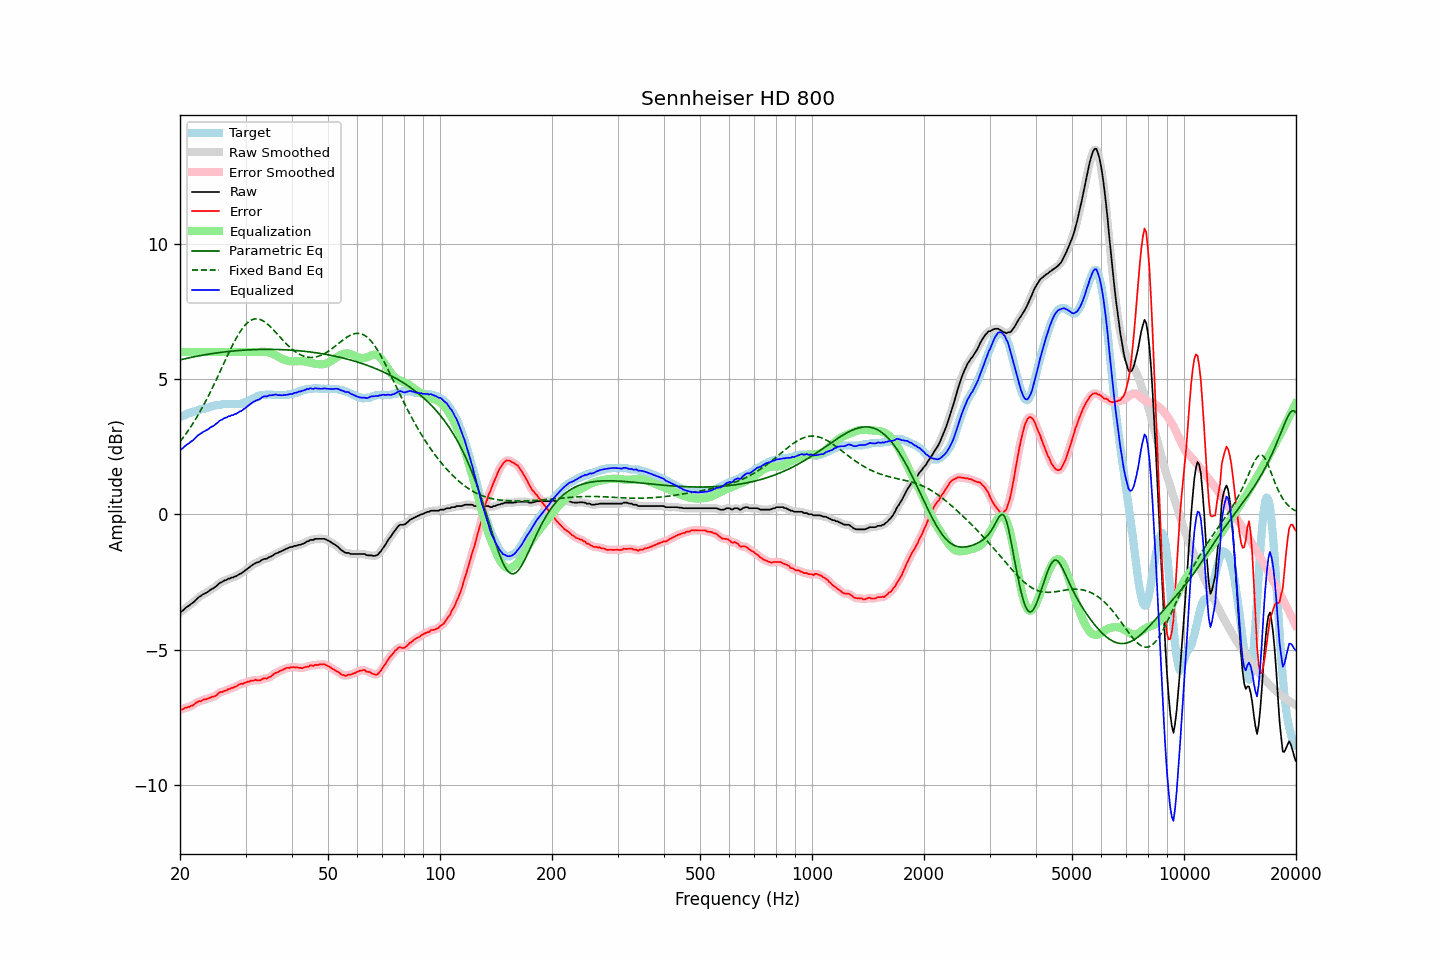 Sennheiser HD 800
Target
Raw Smoothed
Error Smoothed
Raw
Error
Equalization
Parametric Eq
Fixed Band Eq
Equalized
Amplitude (dBr)
10
5
0
−5
−10
20
50
100
200
500
1000
2000
5000
10000
20000
Frequency (Hz)